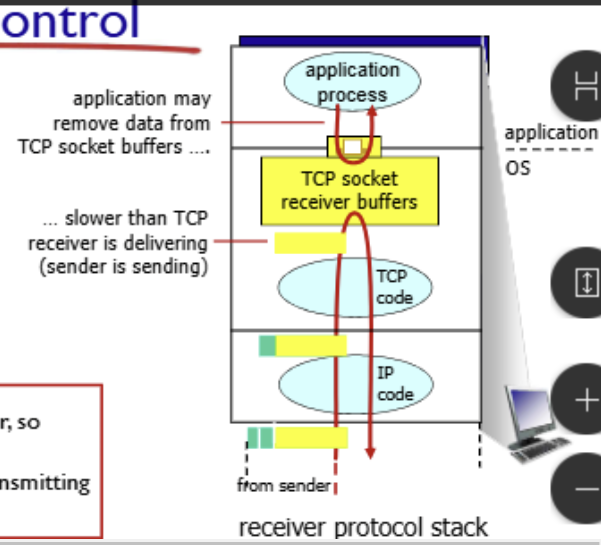 ontrol
application
process
application may
remove data from
TCP socket buffers ....
application
OS
TCP socket
receiver buffers
... slower than TCP
receiver is delivering
(sender is sending)
TCP
code
IP
code
r, so
nsmitting
from sender
receiver protocol stack